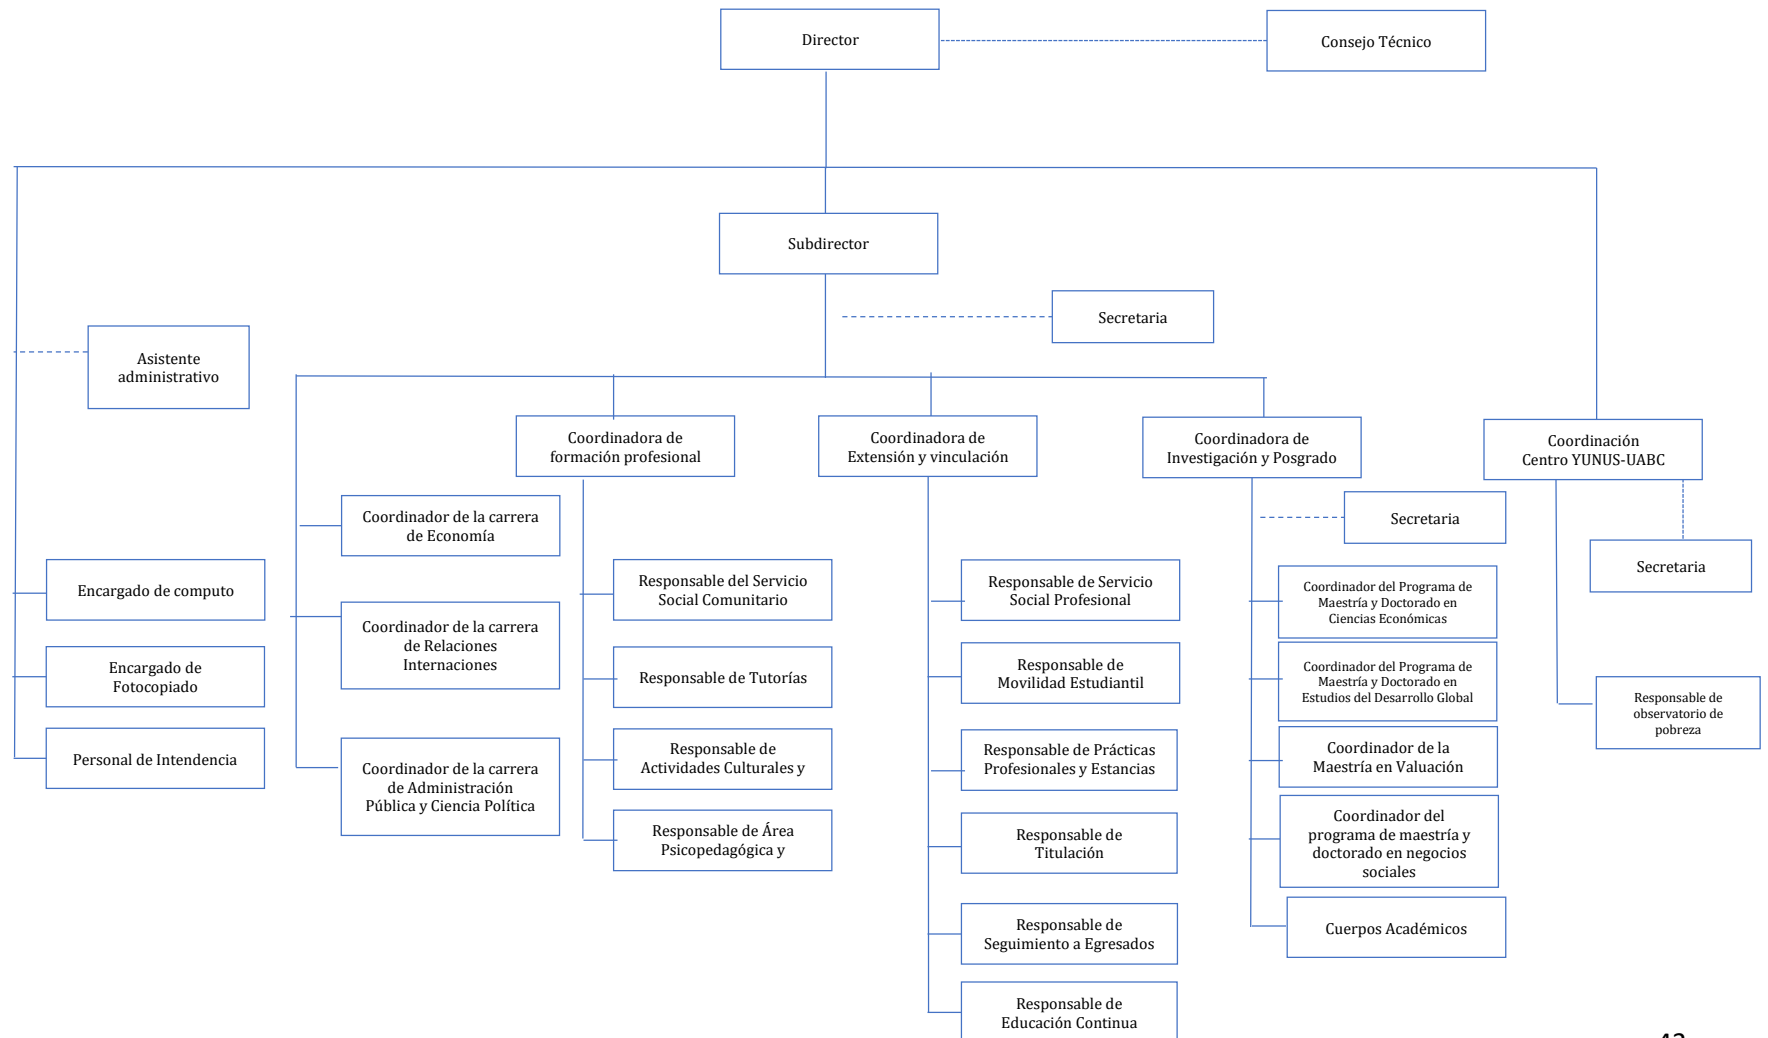 Director
Consejo Técnico
Subdirector
Secretaria
Asistente
administrativo
Coordinadora de
formación profesional
Coordinadora de
Extensión y vinculación
Coordinadora de
Investigación y Posgrado
Coordinación
Centro YUNUS-UABC
Encargado de computo
Encargado de
Fotocopiado
Personal de Intendencia
Coordinador de la carrera
de Economía
Coordinador de la carrera
de Relaciones
Internaciones
Coordinador de la carrera
de Administración
Pública y Ciencia Política
Responsable del Servicio
Social Comunitario
Responsable de Tutorías
Responsable de
Actividades Culturales y
Responsable de Área
Psicopedagógica y
Responsable de Servicio
Social Profesional
Responsable de
Movilidad Estudiantil
Responsable de Prácticas
Profesionales y Estancias
Responsable de
Titulación
Responsable de
Seguimiento a Egresados
Responsable de
Educación Continua
Secretaria
Coordinador del Programa de
Maestría y Doctorado en
Ciencias Económicas
Coordinador del Programa de
Maestría y Doctorado en
Estudios del Desarrollo Global
Coordinador de la
Maestría en Valuación
Coordinador del
programa de maestría y
doctorado en negocios
sociales
Cuerpos Académicos
Secretaria
Responsable de
observatorio de
pobreza